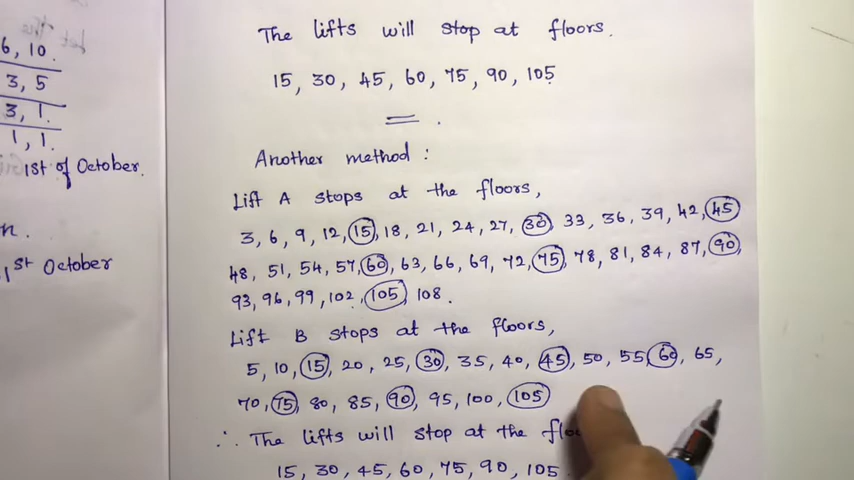 6, 10.
3, 5
3, 1.
1, 1.
1st of October.
n.
1st October
The lifts will stop at floors.
15, 30, 45, 60, 75, 90, 105
Another method :
Lift A stops at the floors,
3, 6, 9, 12, 15, 18, 21, 24, 27, 30, 33, 36, 39, 42, 45
48, 51, 54, 57, 60, 63, 66, 69, 72, 75, 78, 81, 84, 87, 90,
93, 96, 99, 102, 105, 108.
Lift B stops at the floors,
5, 10, 15, 20, 25, 30, 35, 40, 45, 50, 55, 60, 65,
70, 75, 80, 85, 90, 95, 100, 105
∴ The lifts will stop at the
15, 30, 45, 60, 75, 90, 105.